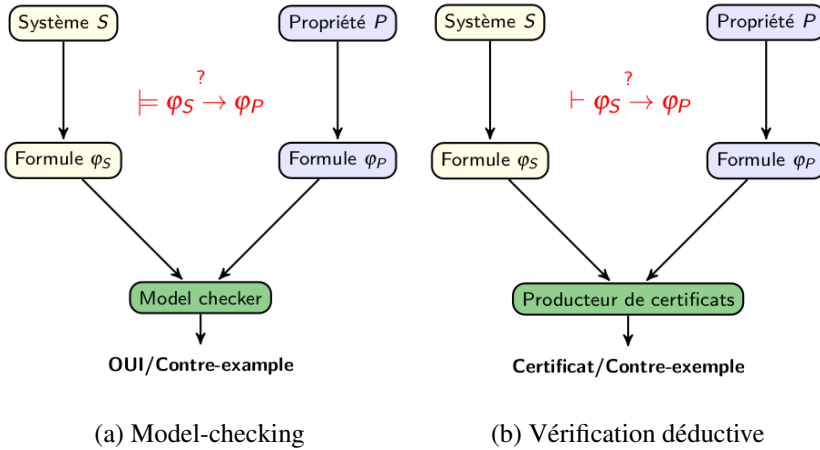 Système S
Propriété P
?
⊨ φS → φP
Formule φS
Formule φP
Model checker
OUI/Contre-example
(a) Model-checking
Système S
Propriété P
?
⊢ φS → φP
Formule φS
Formule φP
Producteur de certificats
Certificat/Contre-exemple
(b) Vérification déductive